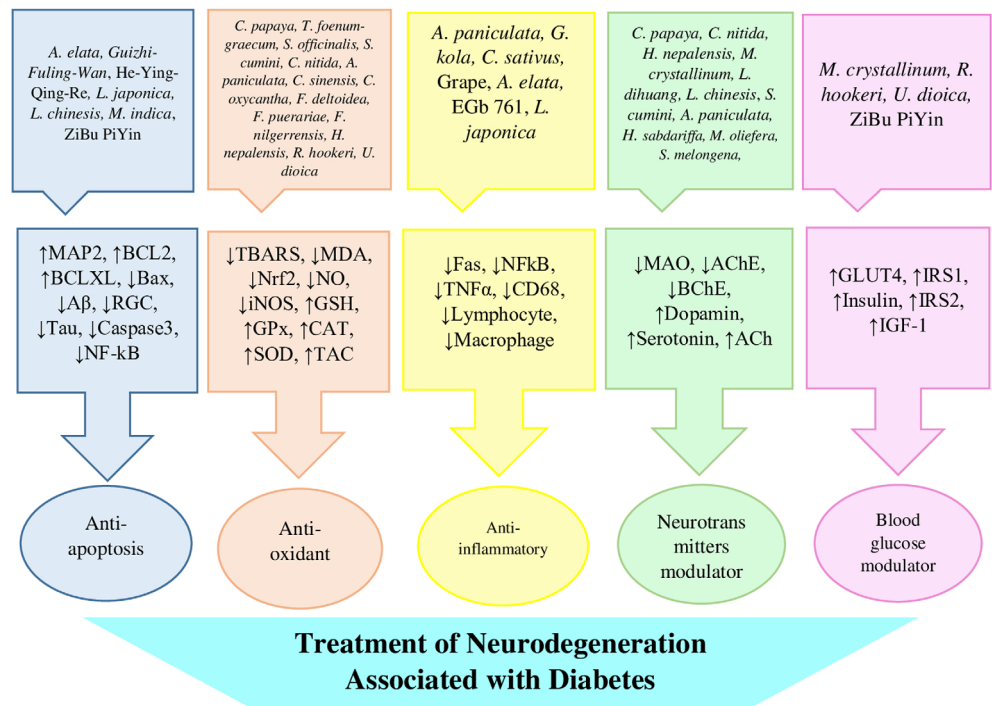 A. elata, Guizhi-
Fuling-Wan, He-Ying-
Qing-Re, L. japonica,
L. chinesis, M. indica,
ZiBu PiYin
C. papaya, T. foenum-
graecum, S. officinalis, S.
cumini, C. nitida, A.
paniculata, C. sinensis, C.
oxycantha, F. deltoidea,
F. puerariae, F.
nilgerrensis, H.
nepalensis, R. hookeri, U.
dioica
A. paniculata, G.
kola, C. sativus,
Grape, A. elata,
EGb 761, L.
japonica
C. papaya, C. nitida,
H. nepalensis, M.
crystallinum, L.
dihuang, L. chinesis, S.
cumini, A. paniculata,
H. sabdariffa, M. oliefera,
S. melongena,
M. crystallinum, R.
hookeri, U. dioica,
ZiBu PiYin
↑MAP2, ↑BCL2,
↑BCLXL, ↓Bax,
↓Aβ, ↓RGC,
↓Tau, ↓Caspase3,
↓NF-kB
↓TBARS, ↓MDA,
↓Nrf2, ↓NO,
↓iNOS, ↑GSH,
↑GPx, ↑CAT,
↑SOD, ↑TAC
↓Fas, ↓NFkB,
↓TNFα, ↓CD68,
↓Lymphocyte,
↓Macrophage
↓MAO, ↓AChE,
↓BChE,
↑Dopamin,
↑Serotonin, ↑ACh
↑GLUT4, ↑IRS1,
↑Insulin, ↑IRS2,
↑IGF-1
Anti-
apoptosis
Anti-
oxidant
Anti-
inflammatory
Neurotrans
mitters
modulator
Blood
glucose
modulator
Treatment of Neurodegeneration
Associated with Diabetes